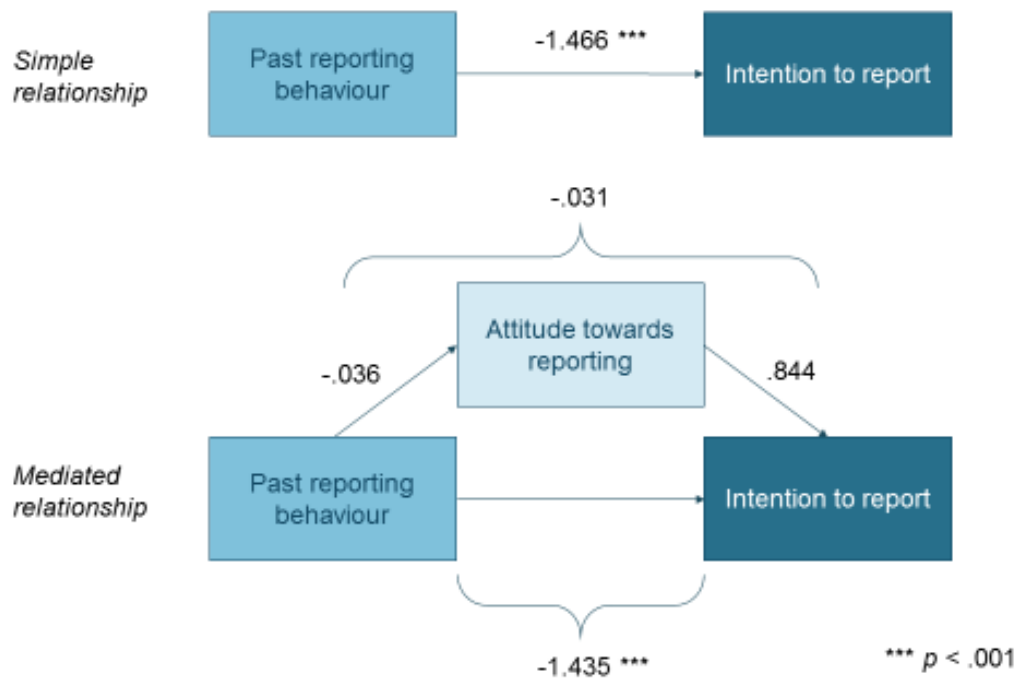 Simple
relationship
Past reporting
behaviour
-1.466 ***
Intention to report
-.031
Attitude towards
reporting
-.036
.844
Mediated
relationship
Past reporting
behaviour
Intention to report
-1.435 ***
*** p < .001